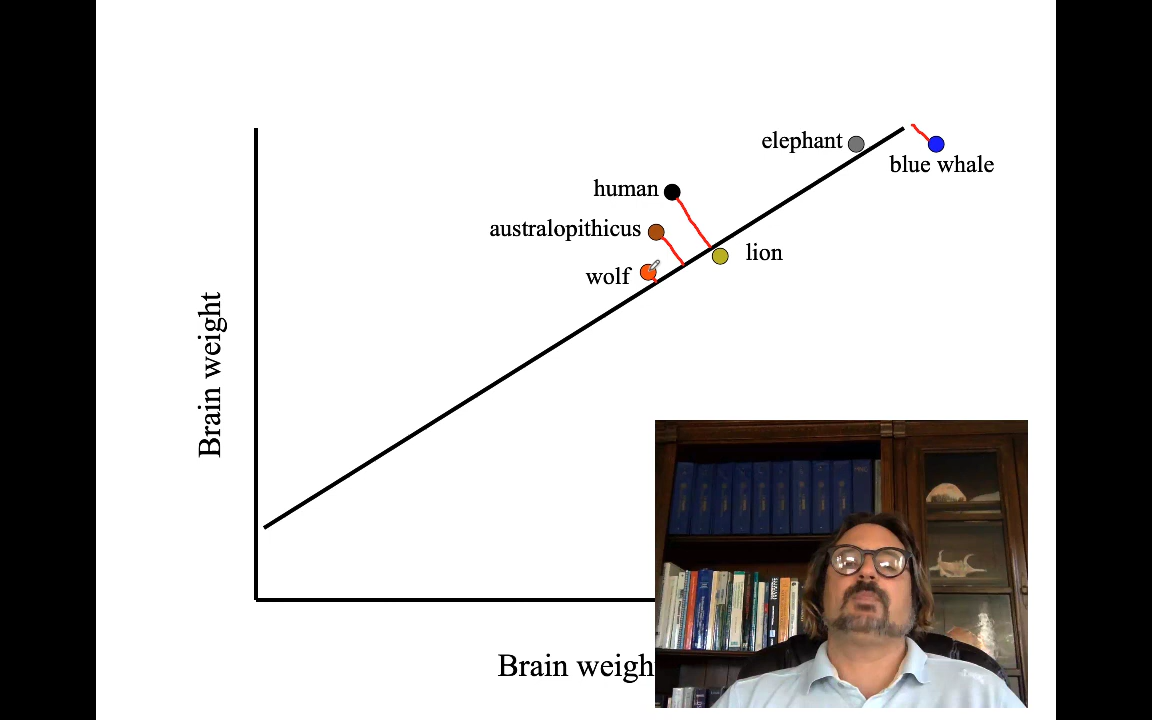 elephant
blue whale
human
australopithicus
lion
wolf
Brain weight
Brain weigh